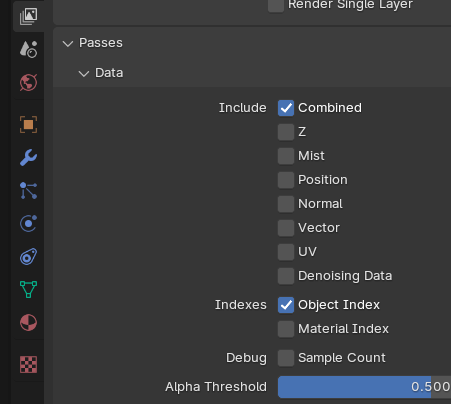 Render Single Layer
Passes
Data
Include Combined
Z
Mist
Position
Normal
Vector
UV
Denoising Data
Indexes Object Index
Material Index
Debug Sample Count
Alpha Threshold 0.500